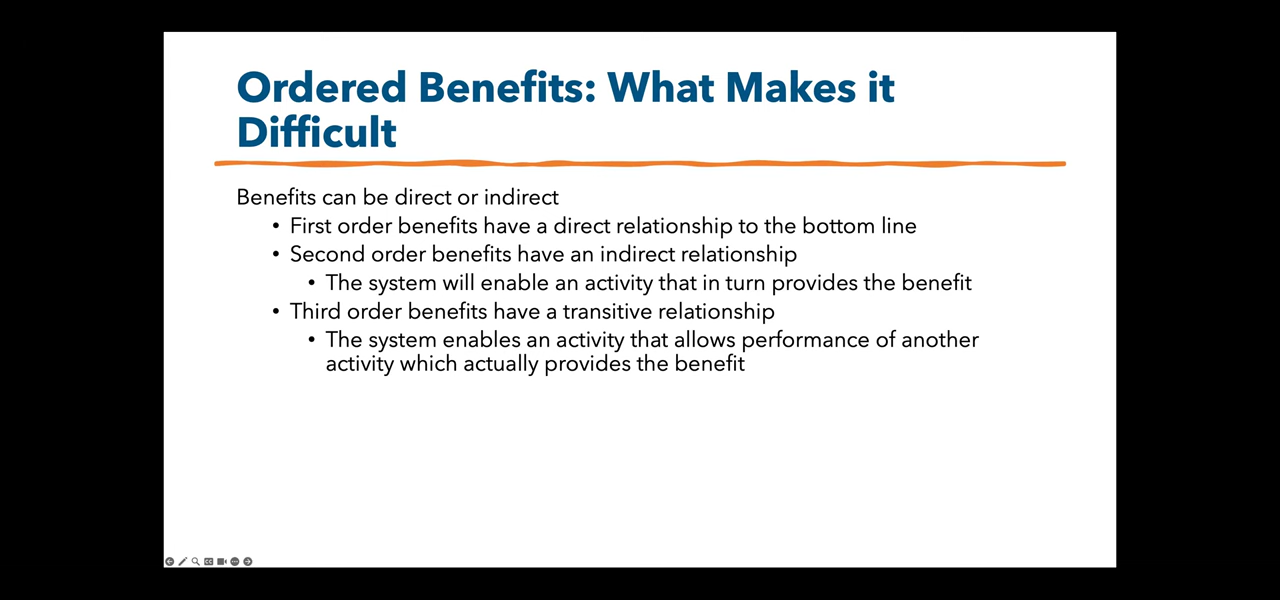 Ordered Benefits: What Makes it
Difficult
Benefits can be direct or indirect
• First order benefits have a direct relationship to the bottom line
• Second order benefits have an indirect relationship
• The system will enable an activity that in turn provides the benefit
• Third order benefits have a transitive relationship
• The system enables an activity that allows performance of another
activity which actually provides the benefit